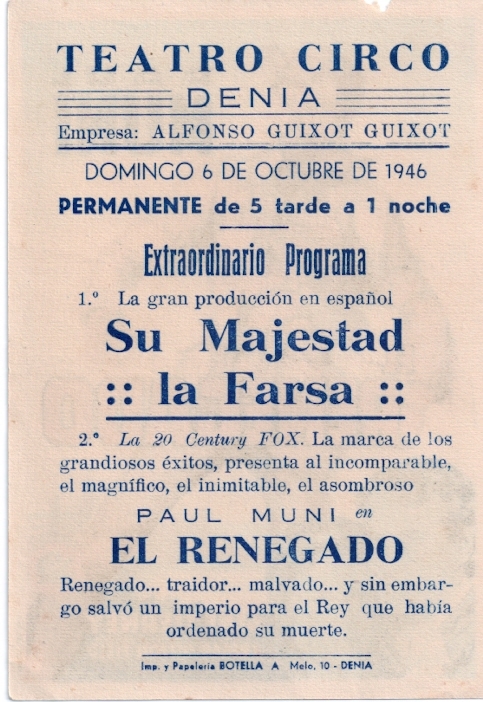 TEATRO CIRCO
DENIA
Empresa: ALFONSO GUIXOT GUIXOT
DOMINGO 6 DE OCTUBRE DE 1946
PERMANENTE de 5 tarde a 1 noche
Extraordinario Programa
1.º La gran producción en español
Su Majestad
:: la Farsa ::
2.º La 20 Century FOX. La marca de los
grandiosos éxitos, presenta al incomparable,
el magnífico, el inimitable, el asombroso
PAUL MUNI en
EL RENEGADO
Renegado... traidor... malvado... y sin embar-
go salvó un imperio para el Rey que había
ordenado su muerte.
Imp. y Papelería BOTELLA A Melo, 10 - DENIA